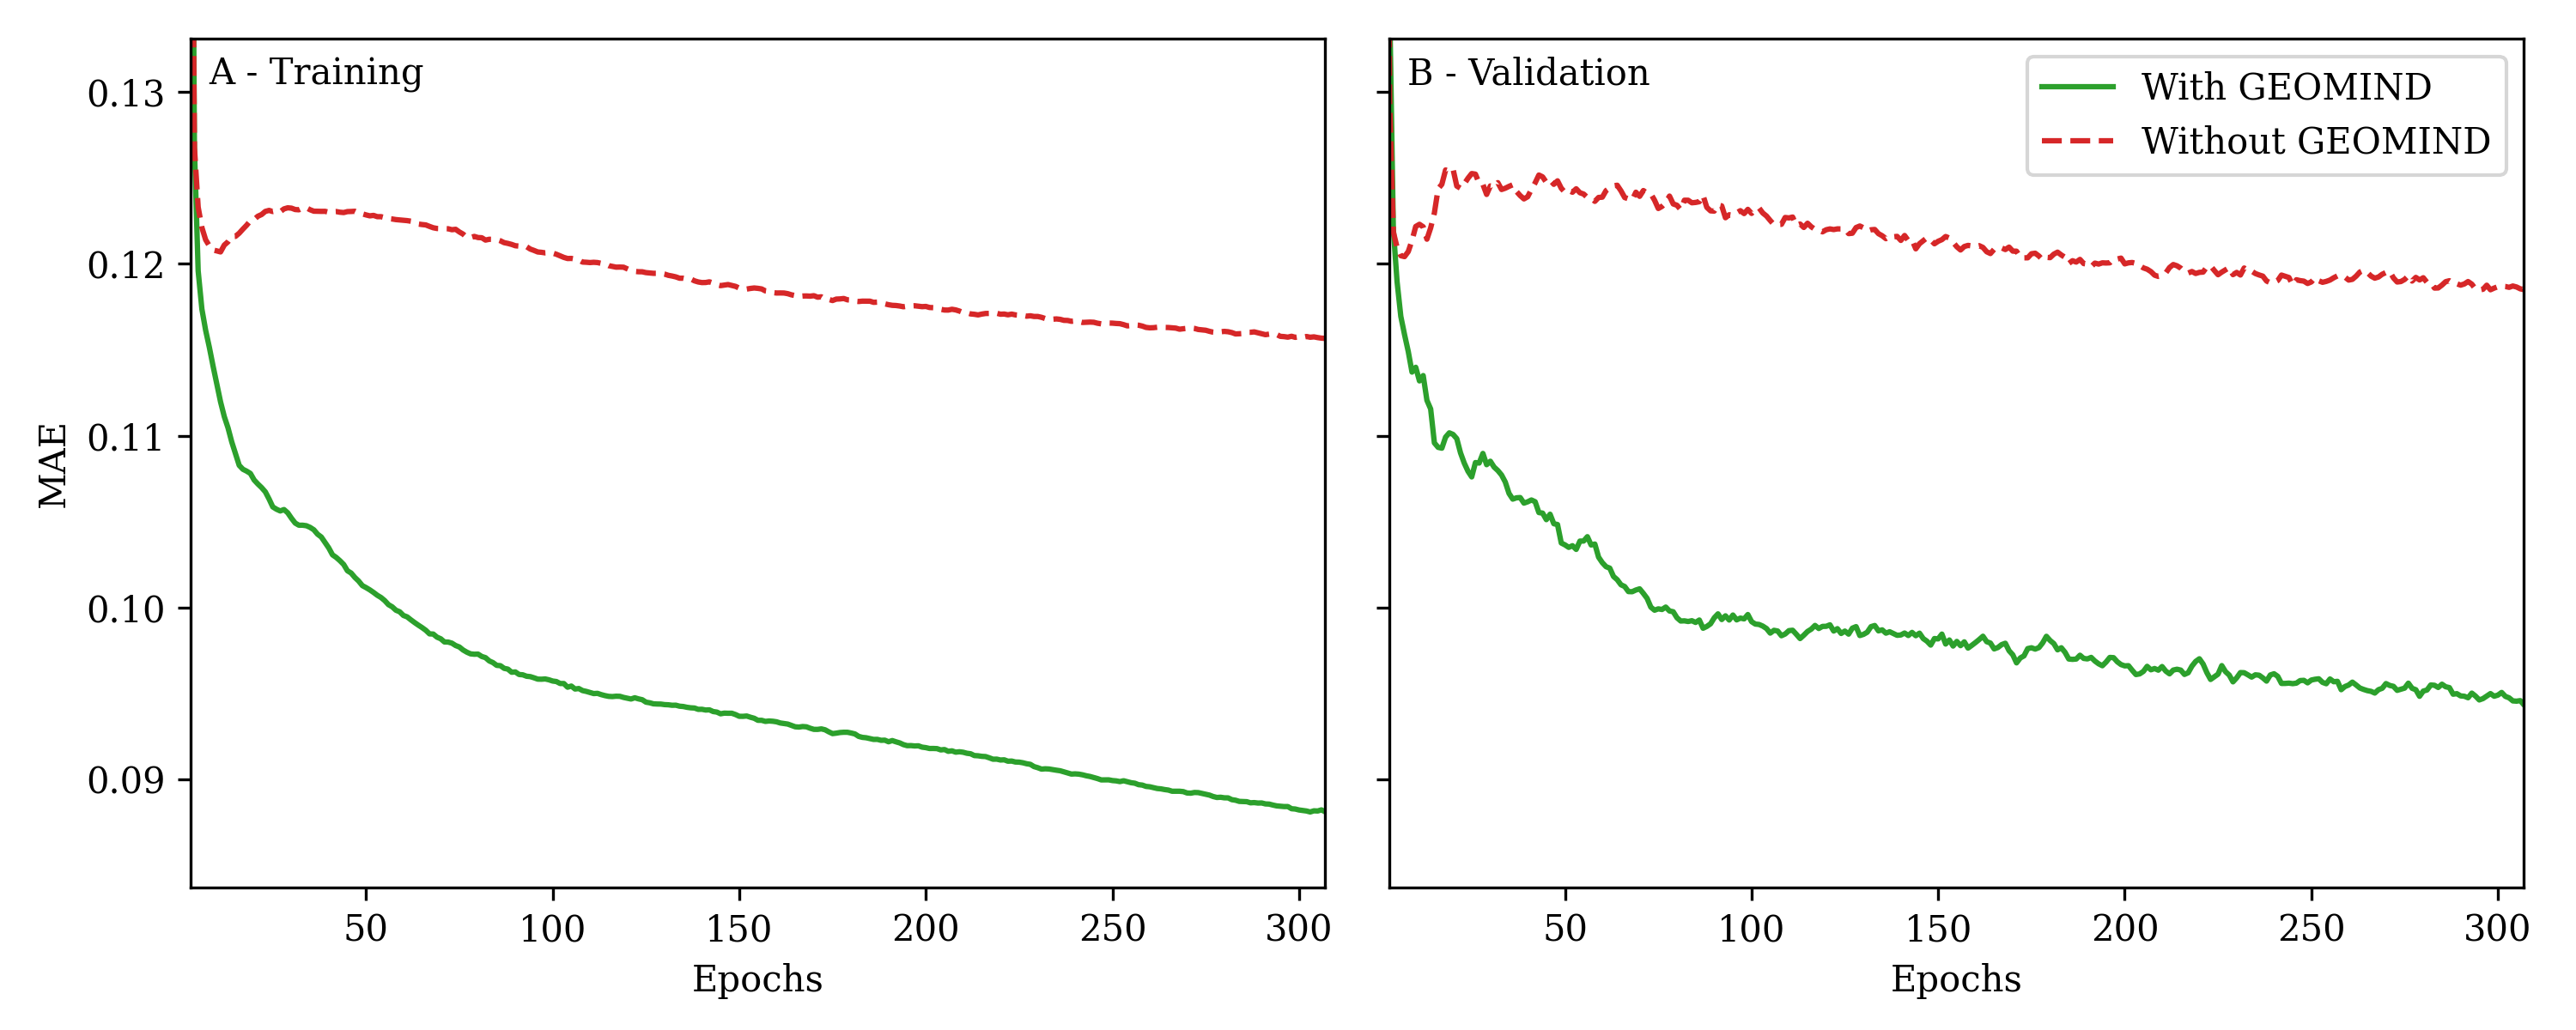 A - Training
0.13
0.12
0.11
0.10
0.09
MAE
50 100 150 200 250 300
Epochs
B - Validation
With GEOMIND
Without GEOMIND
50 100 150 200 250 300
Epochs